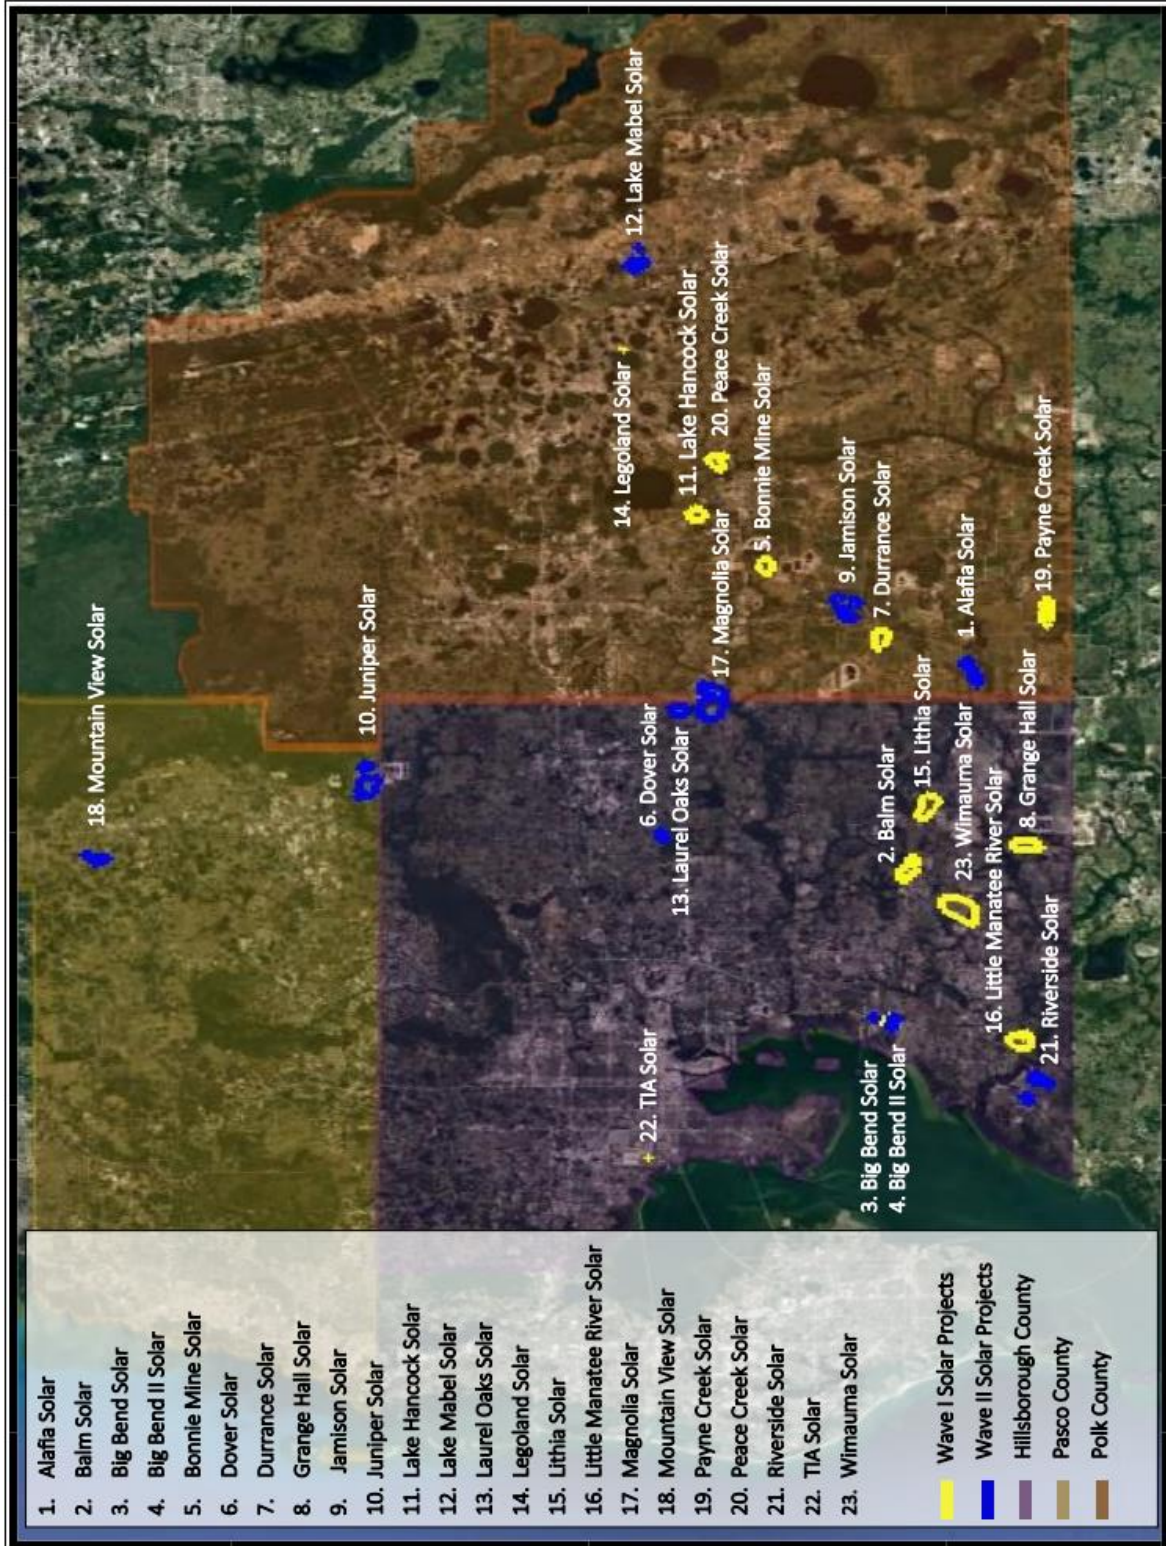 1. Alafia Solar
2. Balm Solar
3. Big Bend Solar
4. Big Bend II Solar
5. Bonnie Mine Solar
6. Dover Solar
7. Durrance Solar
8. Grange Hall Solar
9. Jamison Solar
10. Juniper Solar
11. Lake Hancock Solar
12. Lake Mabel Solar
13. Laurel Oaks Solar
14. Legoland Solar
15. Lithia Solar
16. Little Manatee River Solar
17. Magnolia Solar
18. Mountain View Solar
19. Payne Creek Solar
20. Peace Creek Solar
21. Riverside Solar
22. TIA Solar
23. Wimauma Solar
Wave I Solar Projects
Wave II Solar Projects
Hillsborough County
Pasco County
Polk County
18. Mountain View Solar
10. Juniper Solar
14. Legoland Solar
12. Lake Mabel Solar
22. TIA Solar
6. Dover Solar
13. Laurel Oaks Solar
11. Lake Hancock Solar
17. Magnolia Solar
20. Peace Creek Solar
5. Bonnie Mine Solar
9. Jamison Solar
3. Big Bend Solar
4. Big Bend II Solar
2. Balm Solar
7. Durrance Solar
15. Lithia Solar
23. Wimauma Solar
1. Alafia Solar
16. Little Manatee River Solar
8. Grange Hall Solar
19. Payne Creek Solar
21. Riverside Solar